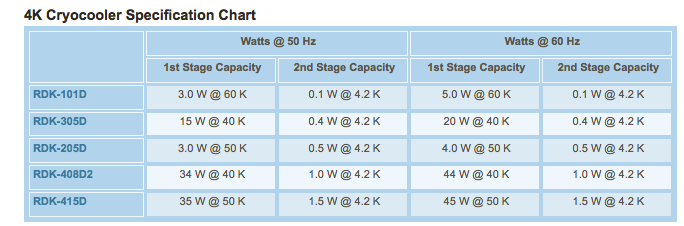 4K Cryocooler Specification Chart
Watts @ 50 Hz Watts @ 60 Hz
1st Stage Capacity 2nd Stage Capacity 1st Stage Capacity 2nd Stage Capacity
RDK-101D 3.0 W @ 60 K 0.1 W @ 4.2 K 5.0 W @ 60 K 0.1 W @ 4.2 K
RDK-305D 15 W @ 40 K 0.4 W @ 4.2 K 20 W @ 40 K 0.4 W @ 4.2 K
RDK-205D 3.0 W @ 50 K 0.5 W @ 4.2 K 4.0 W @ 50 K 0.5 W @ 4.2 K
RDK-408D2 34 W @ 40 K 1.0 W @ 4.2 K 44 W @ 40 K 1.0 W @ 4.2 K
RDK-415D 35 W @ 50 K 1.5 W @ 4.2 K 45 W @ 50 K 1.5 W @ 4.2 K